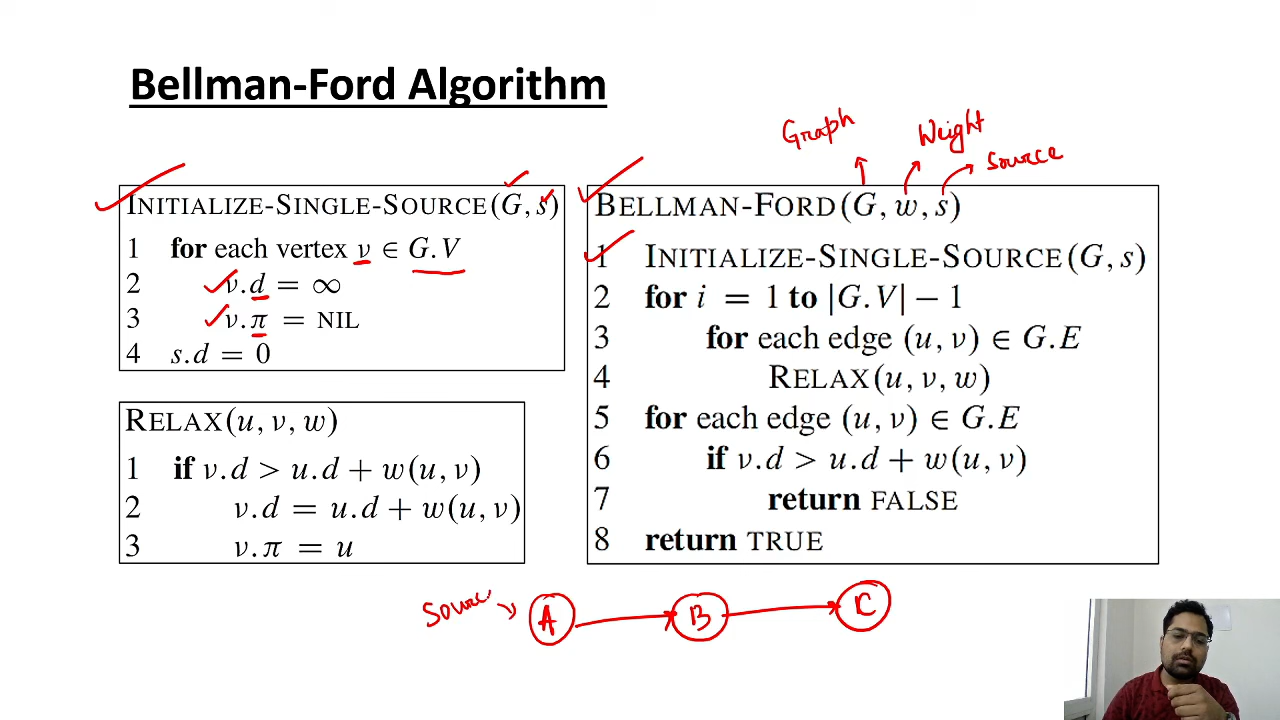 Bellman-Ford Algorithm
Graph
Weight
Source
INITIALIZE-SINGLE-SOURCE(G, s)
1 for each vertex v ∈ G.V
2 v.d = ∞
3 v.π = NIL
4 s.d = 0
RELAX(u, v, w)
1 if v.d > u.d + w(u, v)
2 v.d = u.d + w(u, v)
3 v.π = u
BELLMAN-FORD(G, w, s)
1 INITIALIZE-SINGLE-SOURCE(G, s)
2 for i = 1 to |G.V| − 1
3 for each edge (u, v) ∈ G.E
4 RELAX(u, v, w)
5 for each edge (u, v) ∈ G.E
6 if v.d > u.d + w(u, v)
7 return FALSE
8 return TRUE
Source A B C